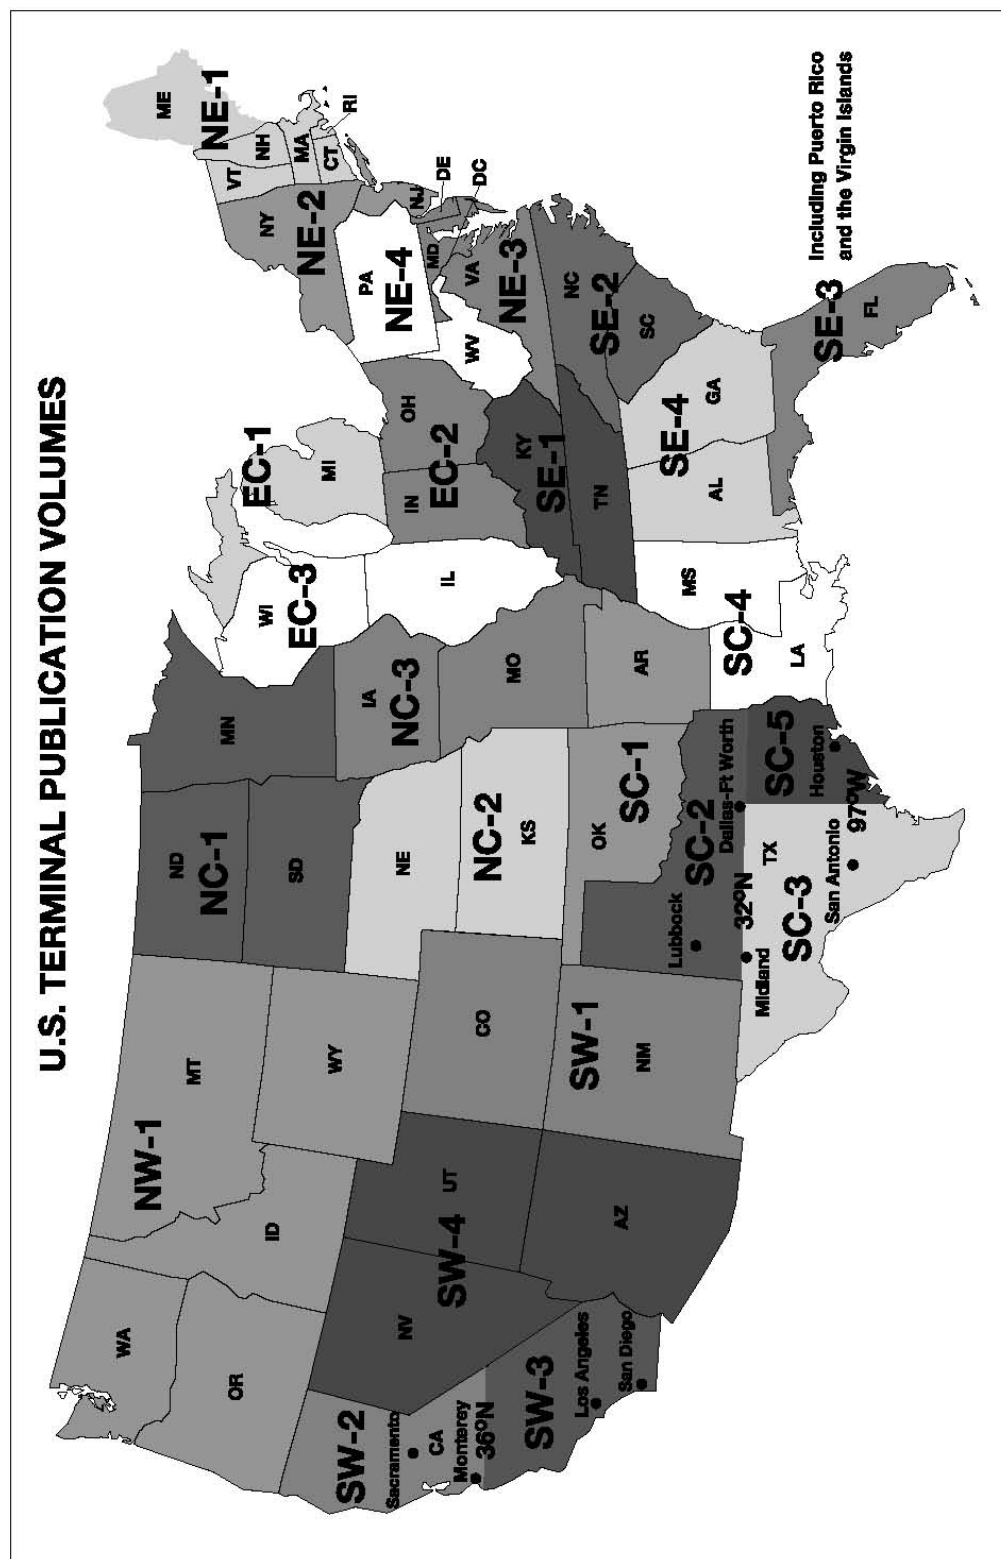 U.S. TERMINAL PUBLICATION VOLUMES
WA
OR
ID
NW-1
MT
WY
SW-2
Sacramento
CA
Monterey
36ºN
SW-3
Los Angeles
San Diego
NV
SW-4
UT
AZ
CO
SW-1
NM
ND
NC-1
SD
MN
NE
NC-2
KS
IA
NC-3
MO
OK
SC-1
AR
Lubbock
SC-2
Dallas-Ft Worth
32ºN
Midland
TX
SC-3
San Antonio
97ºW
SC-5
Houston
SC-4
MS
LA
WI
EC-3
IL
EC-1
MI
IN
OH
EC-2
KY
SE-1
TN
NC
SE-2
SC
SE-4
GA
AL
SE-3
FL
Including Puerto Rico
and the Virgin Islands
ME
NE-1
VT
NH
MA
CT
RI
NY
NE-2
NJ
PA
NE-4
WV
DE
DC
MD
VA
NE-3